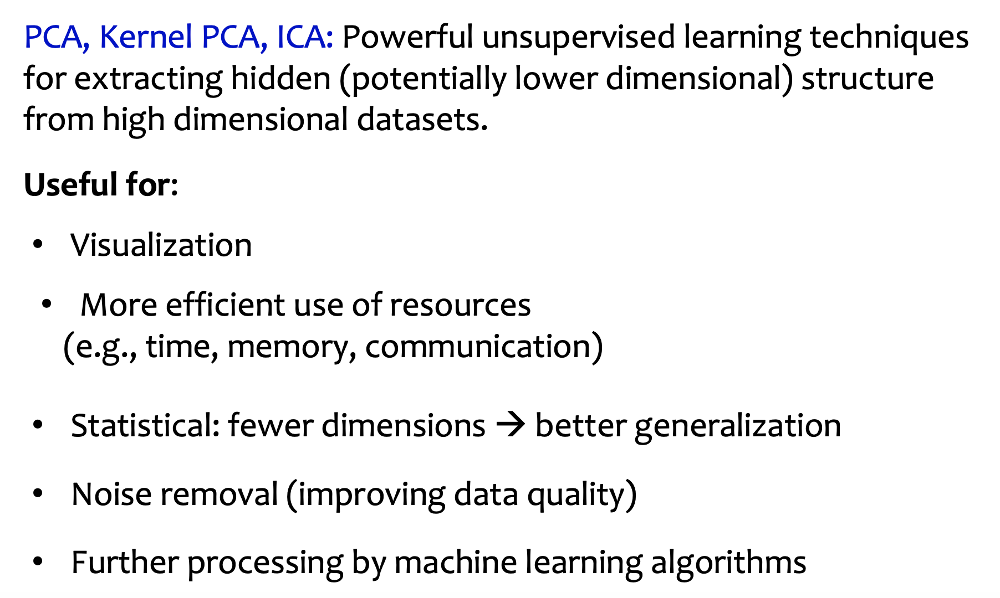 PCA, Kernel PCA, ICA: Powerful unsupervised learning techniques
for extracting hidden (potentially lower dimensional) structure
from high dimensional datasets.
Useful for:
• Visualization
• More efficient use of resources
(e.g., time, memory, communication)
• Statistical: fewer dimensions → better generalization
• Noise removal (improving data quality)
• Further processing by machine learning algorithms